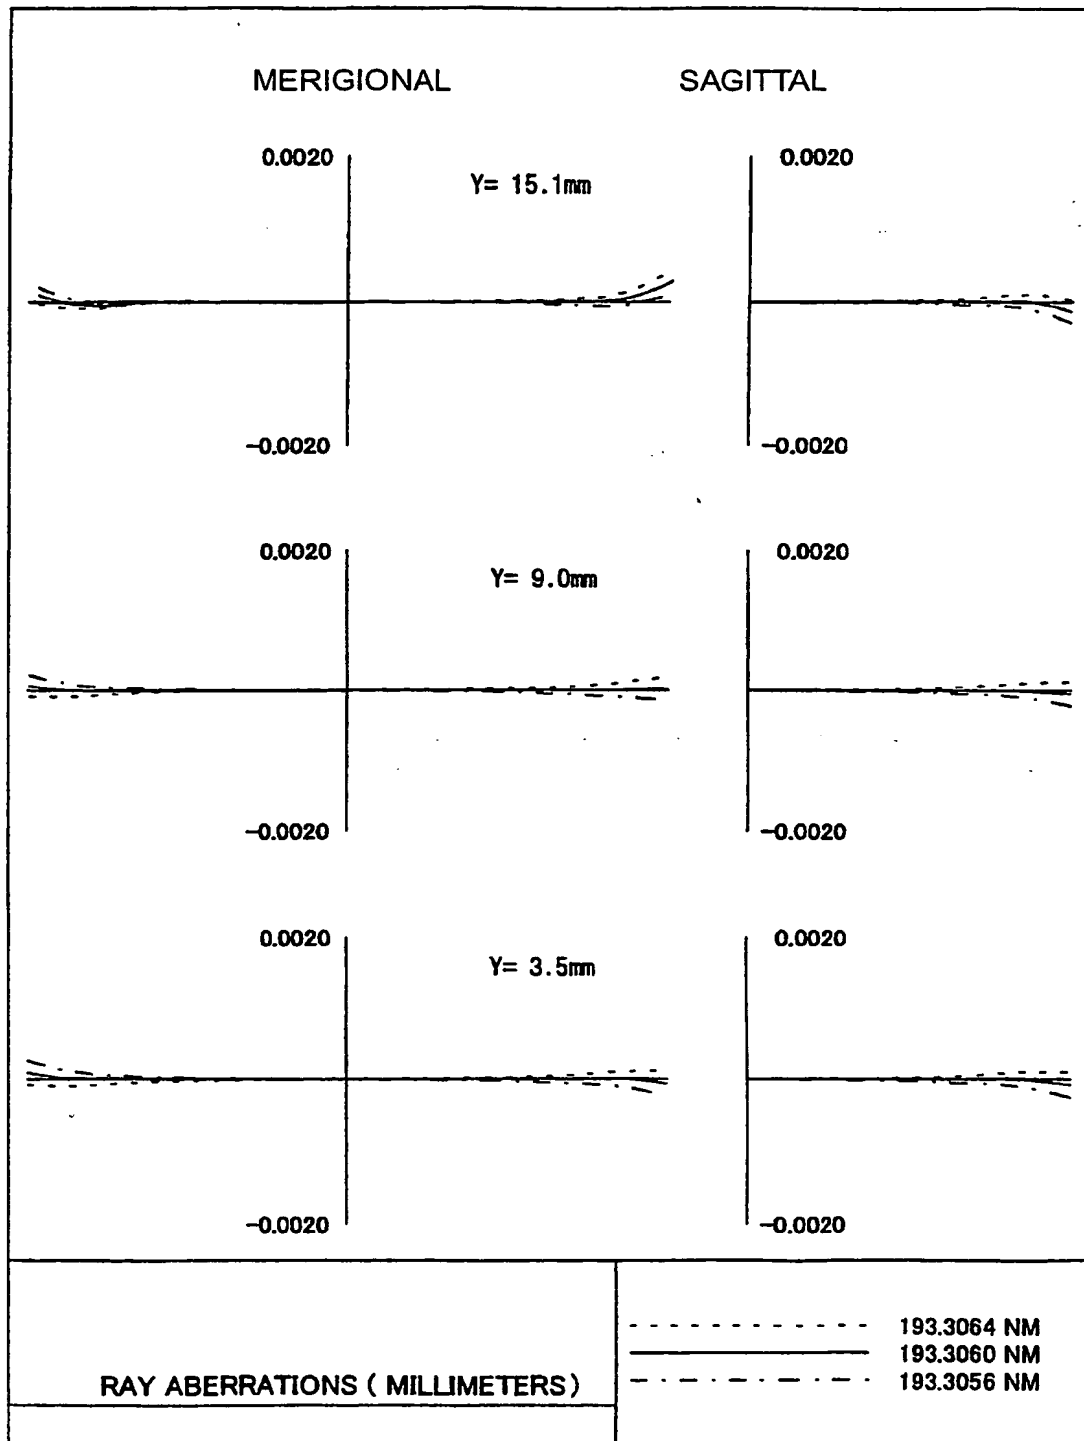 MERIGIONAL SAGITTAL
0.0020 0.0020
Y= 15.1mm
-0.0020 -0.0020
0.0020 0.0020
Y= 9.0mm
-0.0020 -0.0020
0.0020 0.0020
Y= 3.5mm
-0.0020 -0.0020
193.3064 NM
193.3060 NM
RAY ABERRATIONS ( MILLIMETERS ) 193.3056 NM